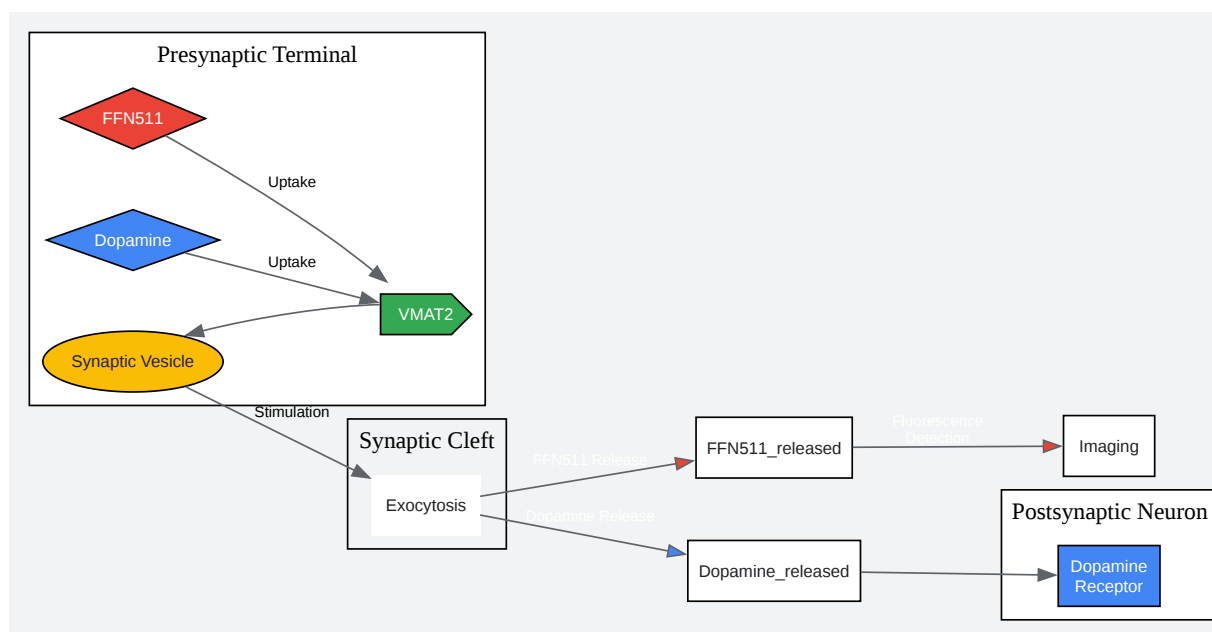 Presynaptic Terminal
FFN511
Uptake
Dopamine
Uptake
VMAT2
Synaptic Vesicle
Stimulation
Synaptic Cleft
Exocytosis
FFN511 Release
Dopamine Release
FFN511_released
Fluorescence
Detection
Imaging
Dopamine_released
Postsynaptic Neuron
Dopamine
Receptor